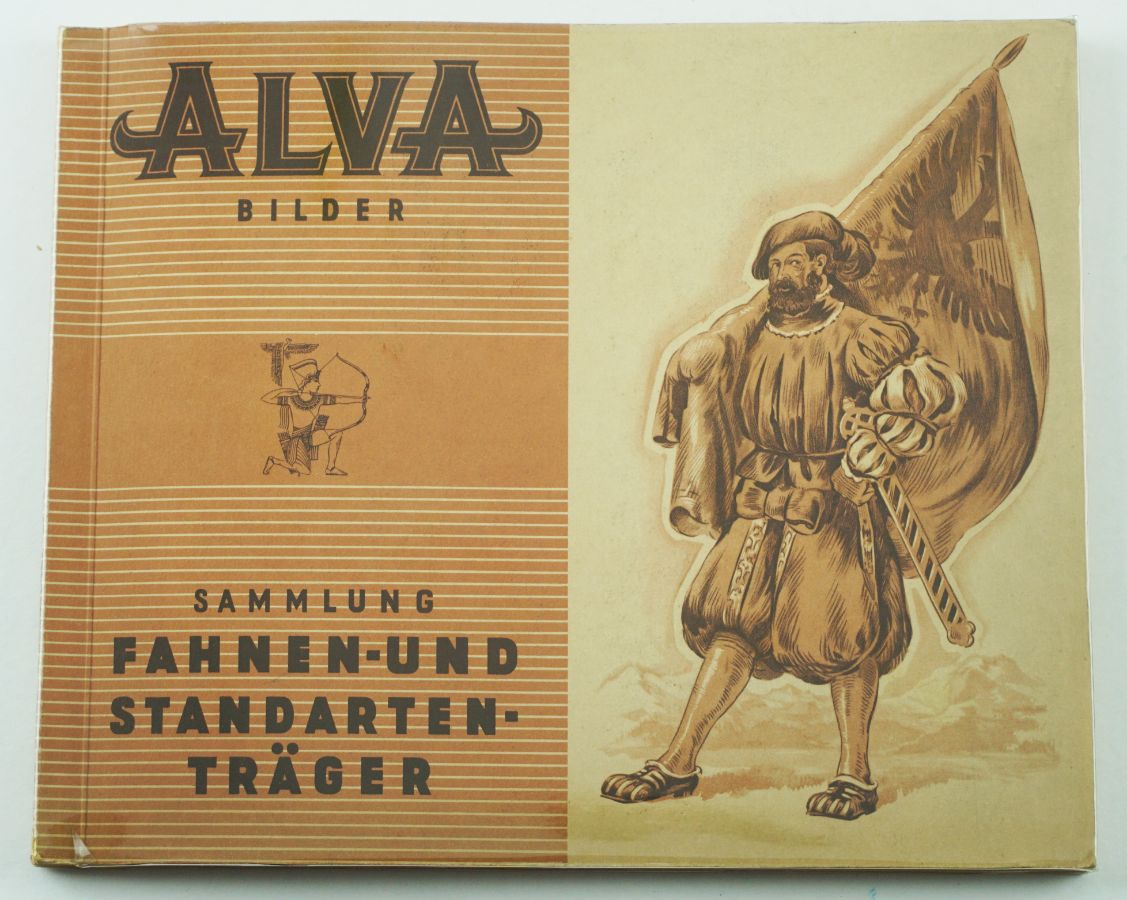 ALVA
BILDER
SAMMLUNG
FAHNEN-UND
STANDARTEN-
TRÄGER